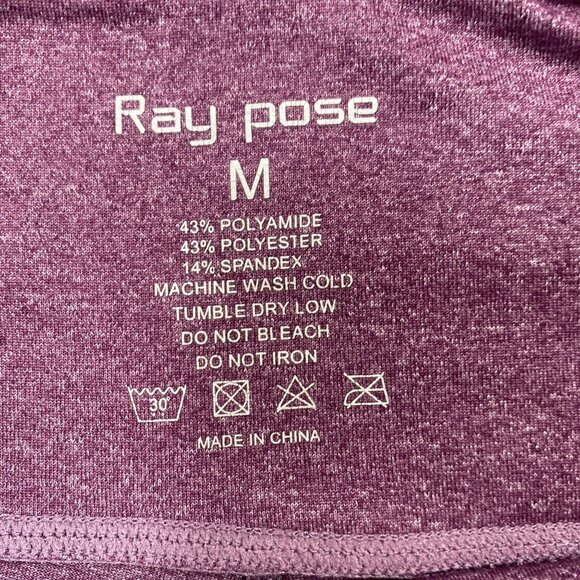 Ray pose
M
43% POLYAMIDE
43% POLYESTER
14% SPANDEX
MACHINE WASH COLD
TUMBLE DRY LOW
DO NOT BLEACH
DO NOT IRON
30°
MADE IN CHINA